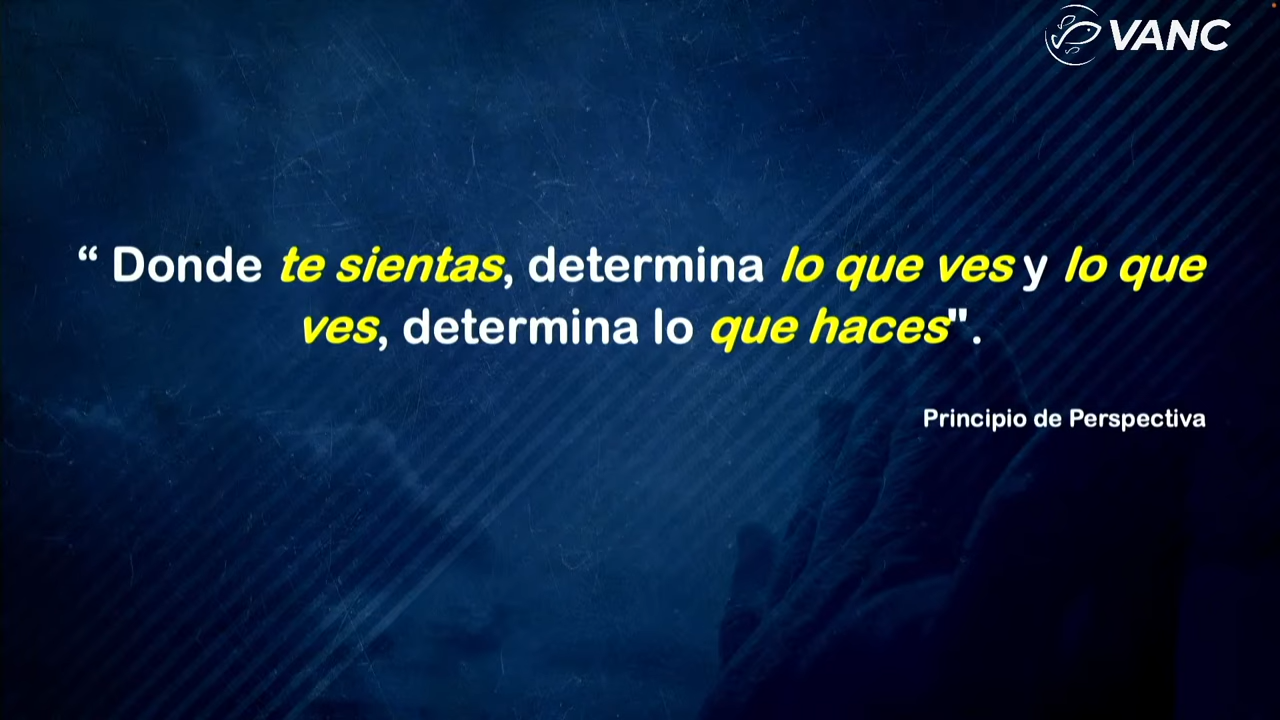 VANC
“ Donde te sientas, determina lo que ves y lo que
ves, determina lo que haces".
Principio de Perspectiva